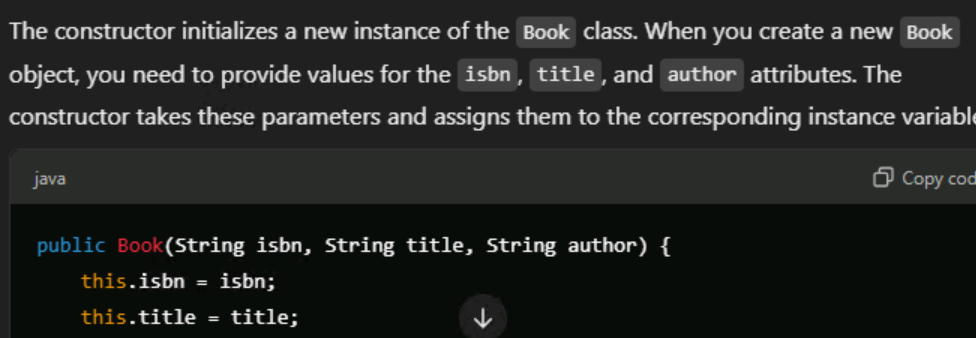 The constructor initializes a new instance of the Book class. When you create a new Book
object, you need to provide values for the isbn, title, and author attributes. The
constructor takes these parameters and assigns them to the corresponding instance variable
java
Copy cod
public Book(String isbn, String title, String author) {
this.isbn = isbn;
this.title = title;